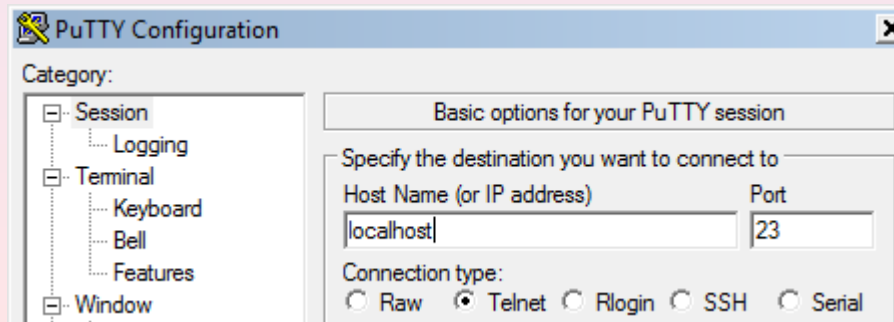 PuTTY Configuration
Category:
Session
Logging
Terminal
Keyboard
Bell
Features
Window
Basic options for your PuTTY session
Specify the destination you want to connect to
Host Name (or IP address) Port
localhost 23
Connection type:
Raw Telnet Rlogin SSH Serial